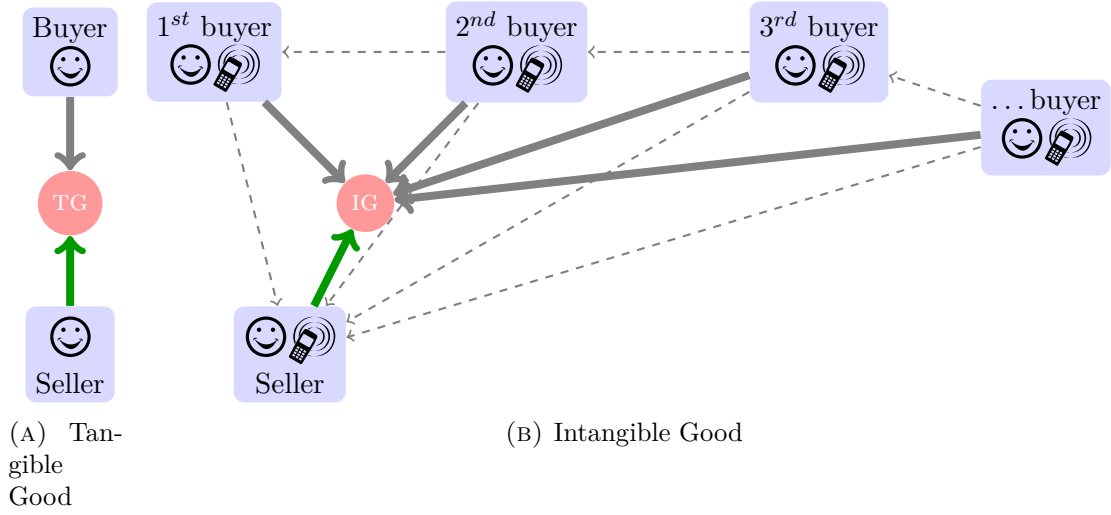 Buyer
TG
Seller
(A) Tan-
gible
Good
1st buyer
2nd buyer
3rd buyer
...buyer
IG
Seller
(B) Intangible Good